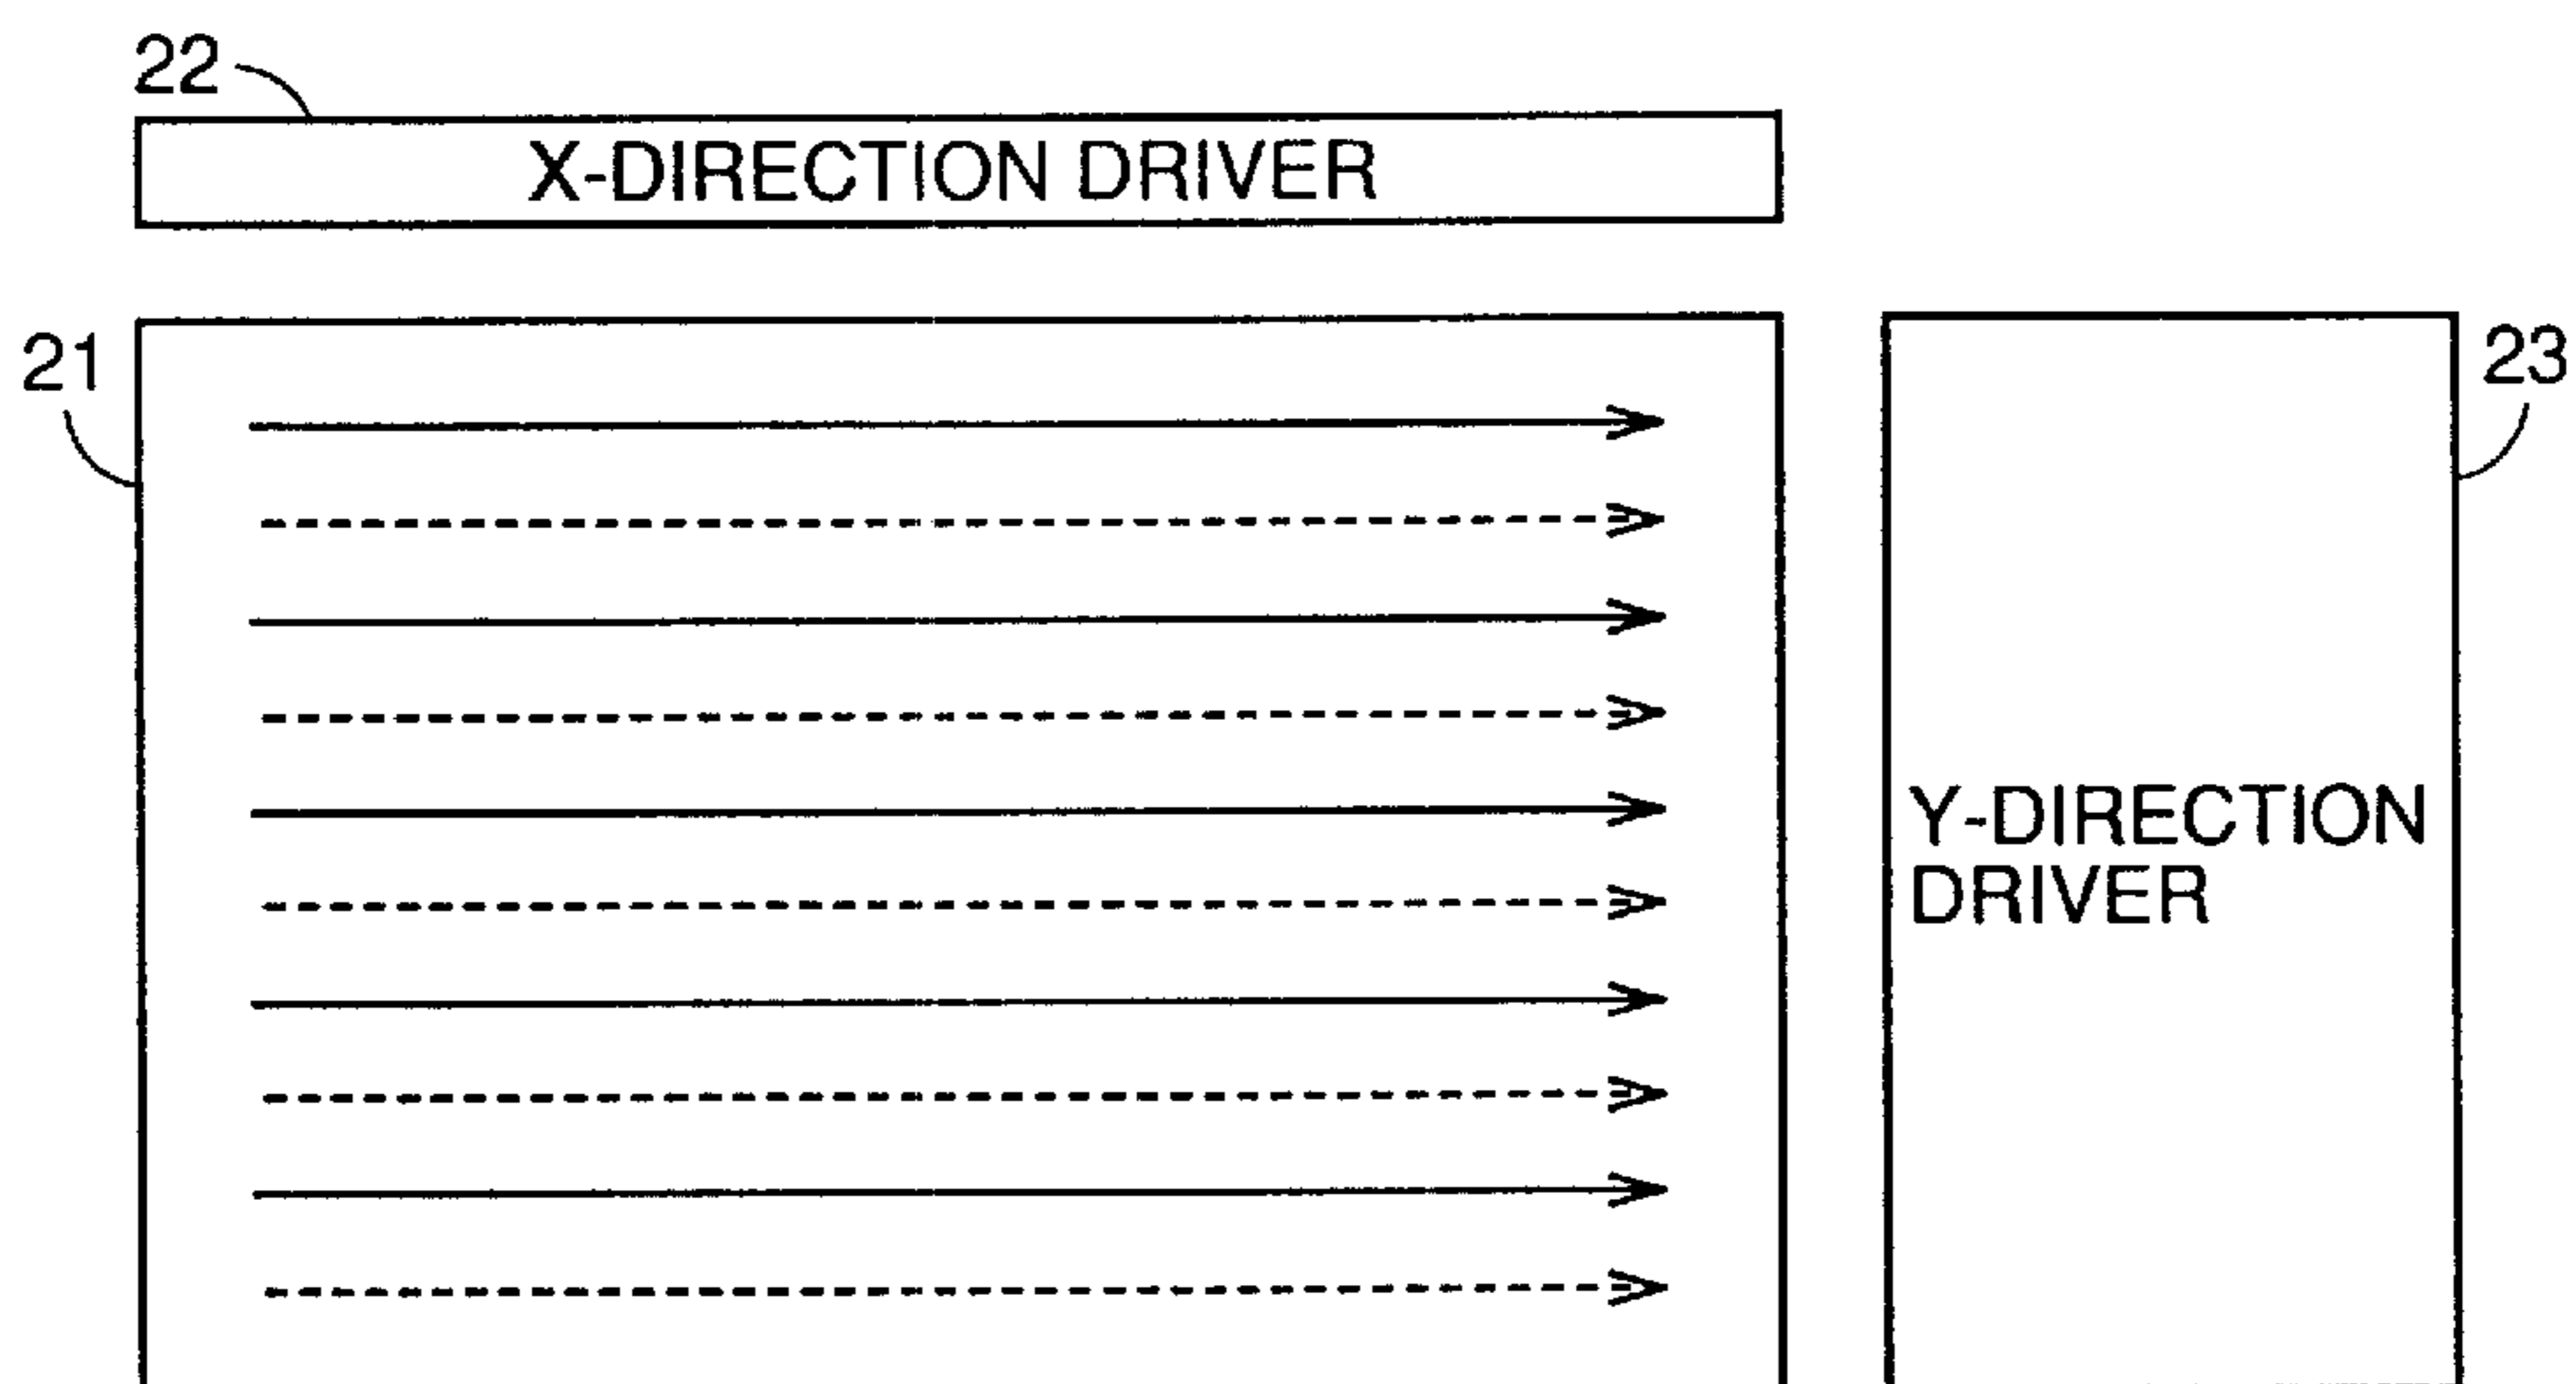 22
X-DIRECTION DRIVER
21
23
Y-DIRECTION
DRIVER